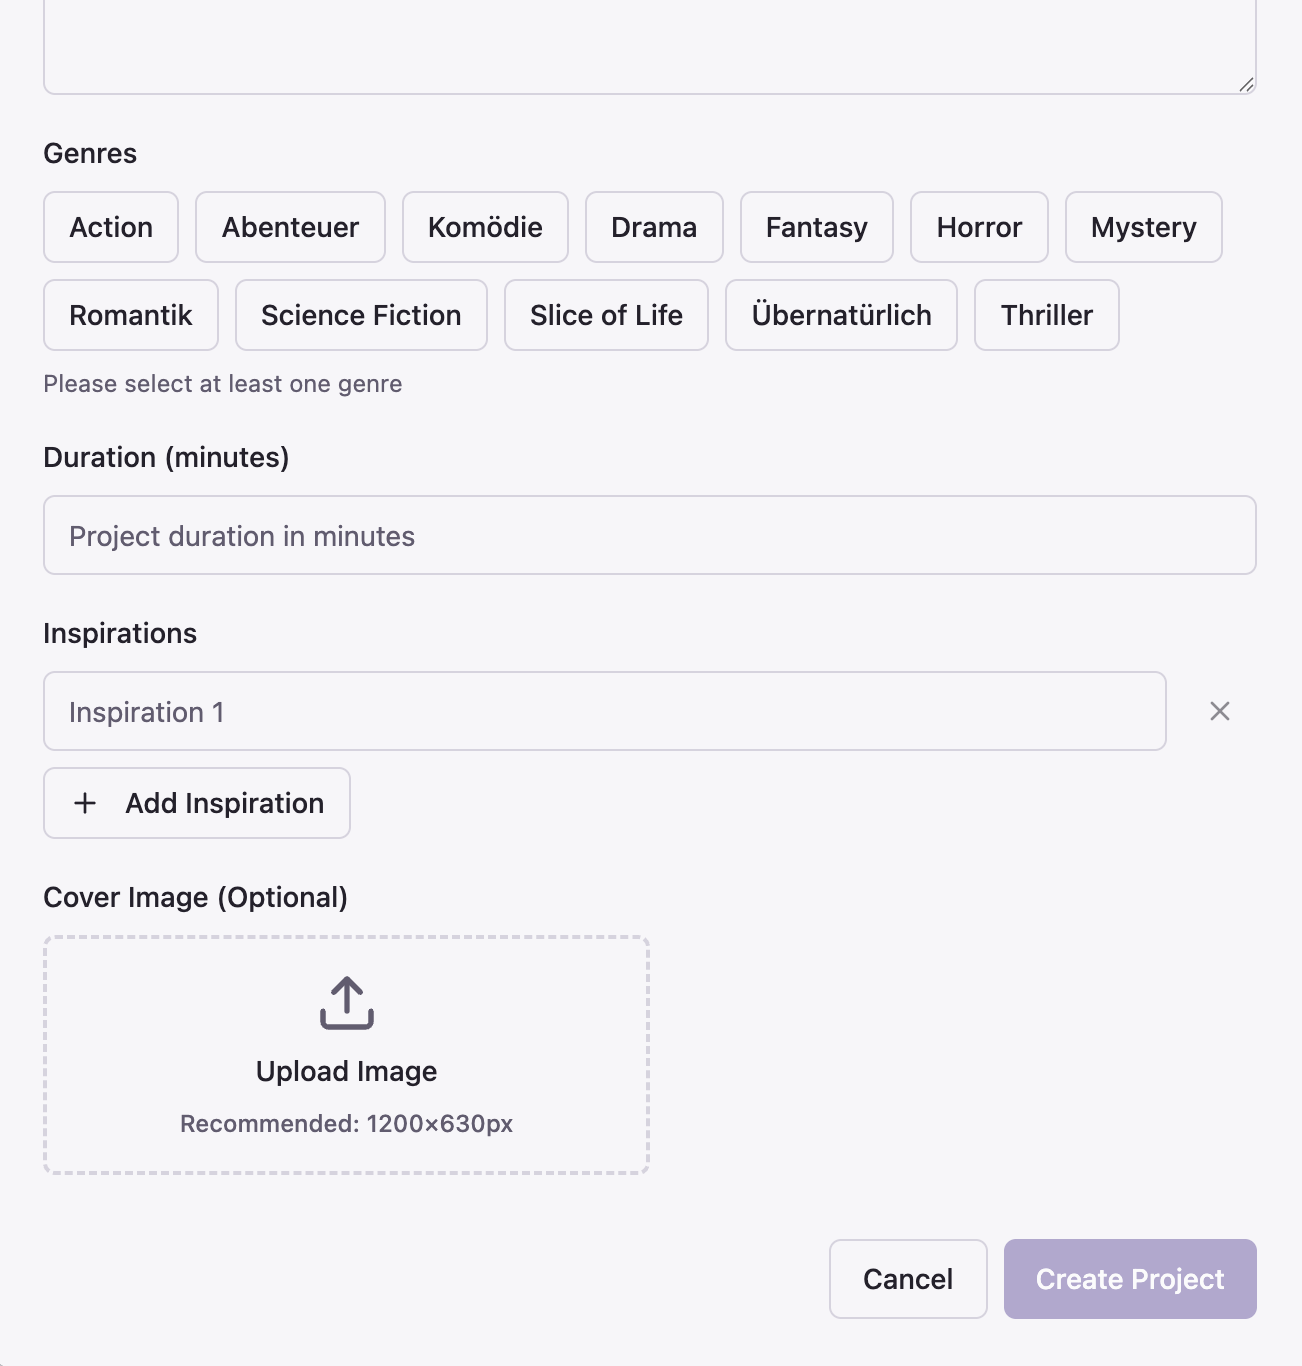 Genres
Action Abenteuer Komödie Drama Fantasy Horror Mystery
Romantik Science Fiction Slice of Life Übernatürlich Thriller
Please select at least one genre
Duration (minutes)
Project duration in minutes
Inspirations
Inspiration 1
Add Inspiration
Cover Image (Optional)
Upload Image
Recommended: 1200×630px
Cancel Create Project